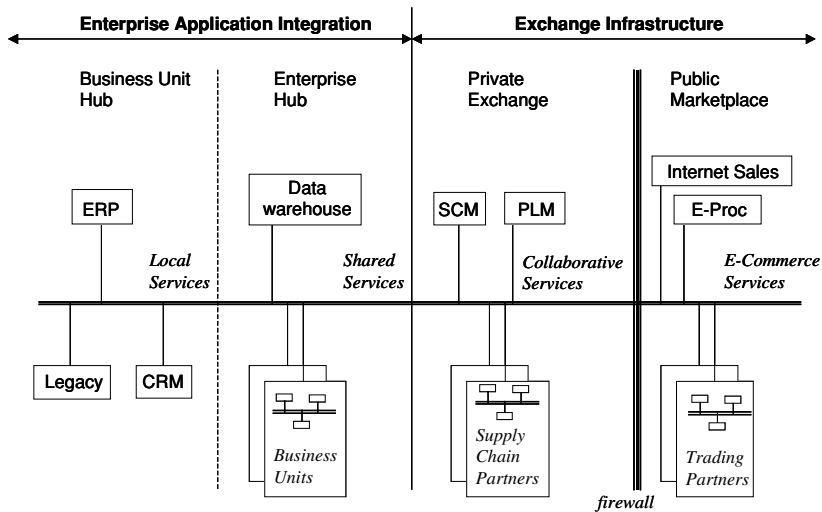 Enterprise Application Integration
Exchange Infrastructure
Business Unit
Hub
Enterprise
Hub
Private
Exchange
Public
Marketplace
ERP
Data
warehouse
SCM
PLM
Internet Sales
E-Proc
Local
Services
Shared
Services
Collaborative
Services
E-Commerce
Services
Legacy
CRM
Business
Units
Supply
Chain
Partners
Trading
Partners
firewall